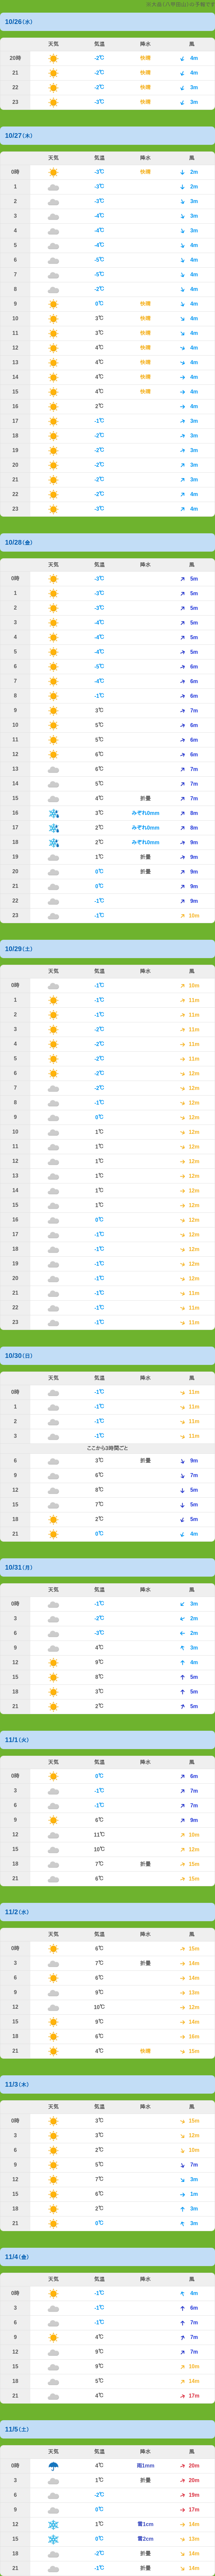 10/26(水)
天気 気温 降水 風
20時 -2℃ 快晴 4m
21 -2℃ 快晴 4m
22 -2℃ 快晴 3m
23 -3℃ 快晴 3m
10/27(木)
天気 気温 降水 風
0時 -3℃ 快晴 2m
1 -3℃ 2m
2 -3℃ 3m
3 -4℃ 3m
4 -4℃ 3m
5 -4℃ 4m
6 -5℃ 4m
7 -5℃ 4m
8 -2℃ 4m
9 0℃ 快晴 4m
10 3℃ 快晴 4m
11 3℃ 快晴 4m
12 4℃ 快晴 4m
13 4℃ 快晴 4m
14 4℃ 快晴 4m
15 4℃ 快晴 4m
16 2℃ 4m
17 -1℃ 3m
18 -2℃ 3m
19 -2℃ 3m
20 -2℃ 3m
21 -2℃ 3m
22 -2℃ 4m
23 -3℃ 4m
10/28(金)
天気 気温 降水 風
0時 -3℃ 5m
1 -3℃ 5m
2 -3℃ 5m
3 -4℃ 5m
4 -4℃ 5m
5 -4℃ 5m
6 -5℃ 6m
7 -4℃ 6m
8 -1℃ 6m
9 3℃ 7m
10 5℃ 6m
11 5℃ 6m
12 6℃ 6m
13 6℃ 7m
14 5℃ 7m
15 4℃ 折曇 7m
16 3℃ みぞれ0mm 8m
17 2℃ みぞれ0mm 8m
18 2℃ みぞれ0mm 9m
19 1℃ 折曇 9m
20 0℃ 折曇 9m
21 0℃ 9m
22 -1℃ 9m
23 -1℃ 10m
10/29(土)
天気 気温 降水 風
0時 -1℃ 10m
1 -1℃ 11m
2 -1℃ 11m
3 -2℃ 11m
4 -2℃ 11m
5 -2℃ 11m
6 -2℃ 12m
7 -2℃ 12m
8 -1℃ 12m
9 0℃ 12m
10 1℃ 12m
11 1℃ 12m
12 1℃ 12m
13 1℃ 12m
14 1℃ 12m
15 1℃ 12m
16 0℃ 12m
17 -1℃ 12m
18 -1℃ 12m
19 -1℃ 12m
20 -1℃ 12m
21 -1℃ 11m
22 -1℃ 11m
23 -1℃ 11m
10/30(日)
天気 気温 降水 風
0時 -1℃ 11m
1 -1℃ 11m
2 -1℃ 11m
3 -1℃ 11m
ここから3時間ごと
6 3℃ 折曇 9m
9 6℃ 7m
12 8℃ 5m
15 7℃ 5m
18 2℃ 5m
21 0℃ 4m
10/31(月)
天気 気温 降水 風
0時 -1℃ 3m
3 -2℃ 2m
6 -3℃ 2m
9 4℃ 3m
12 9℃ 4m
15 8℃ 5m
18 3℃ 5m
21 2℃ 5m
11/1(火)
天気 気温 降水 風
0時 0℃ 6m
3 -1℃ 7m
6 -1℃ 7m
9 6℃ 9m
12 11℃ 10m
15 10℃ 12m
18 7℃ 折曇 15m
21 6℃ 15m
11/2(水)
天気 気温 降水 風
0時 6℃ 15m
3 7℃ 折曇 14m
6 6℃ 14m
9 9℃ 13m
12 10℃ 12m
15 9℃ 14m
18 6℃ 16m
21 4℃ 快晴 15m
11/3(木)
天気 気温 降水 風
0時 3℃ 15m
3 3℃ 12m
6 2℃ 10m
9 5℃ 7m
12 7℃ 3m
15 6℃ 1m
18 2℃ 3m
21 0℃ 3m
11/4(金)
天気 気温 降水 風
0時 -1℃ 4m
3 -1℃ 6m
6 -1℃ 7m
9 4℃ 7m
12 9℃ 7m
15 9℃ 10m
18 5℃ 14m
21 4℃ 17m
11/5(土)
天気 気温 降水 風
0時 4℃ 雨1mm 20m
3 1℃ 折曇 20m
6 -2℃ 19m
9 0℃ 17m
12 1℃ 雪1cm 14m
15 0℃ 雪2cm 13m
18 -2℃ 折曇 14m
21 -1℃ 折曇 14m